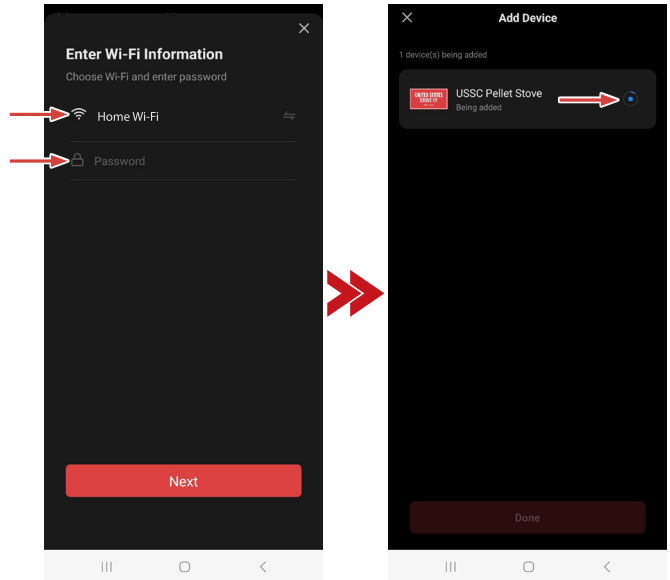 Enter Wi-Fi Information
Choose Wi-Fi and enter password
Home Wi-Fi
Password
Next
Add Device
1 device(s) being added
UNITED STATES
STOVE CO
USSC Pellet Stove
Being added
Done